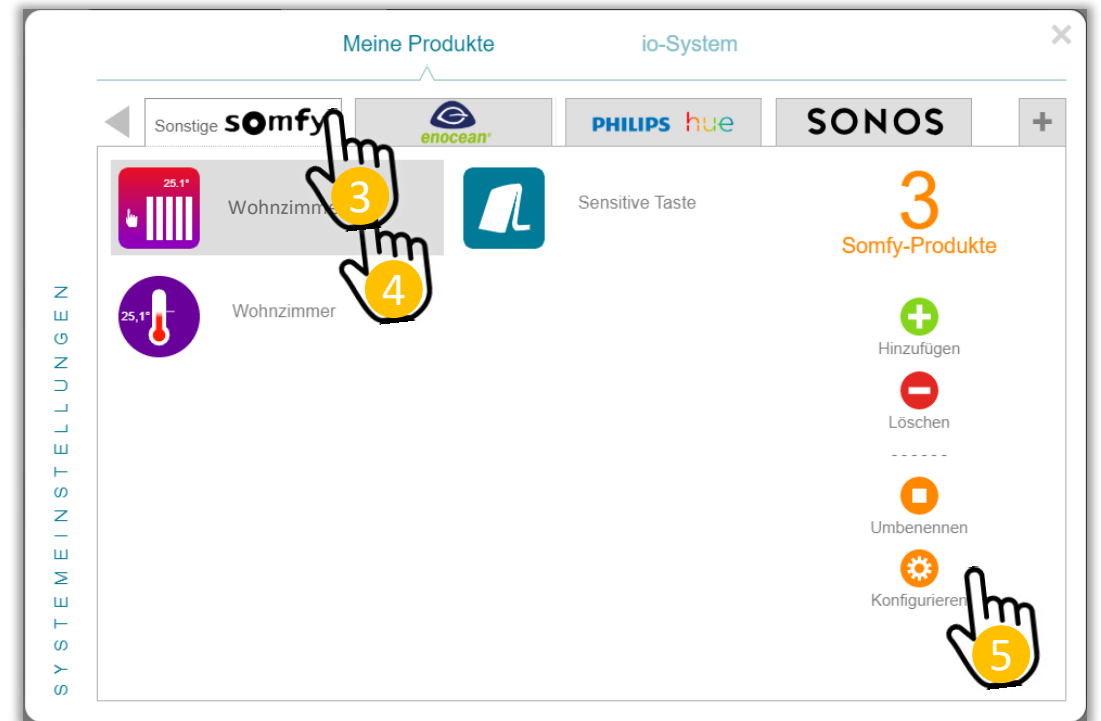 Meine Produkte
io-System
×
Sonstige somfy
enocean®
PHILIPS hue
SONOS
+
25.1°
Wohnzimmer
3
Sensitive Taste
3
Somfy-Produkte
4
25,1°
Wohnzimmer
Hinzufügen
Löschen
Umbenennen
Konfigurieren
5
SYSTEMEINSTELLUNGEN